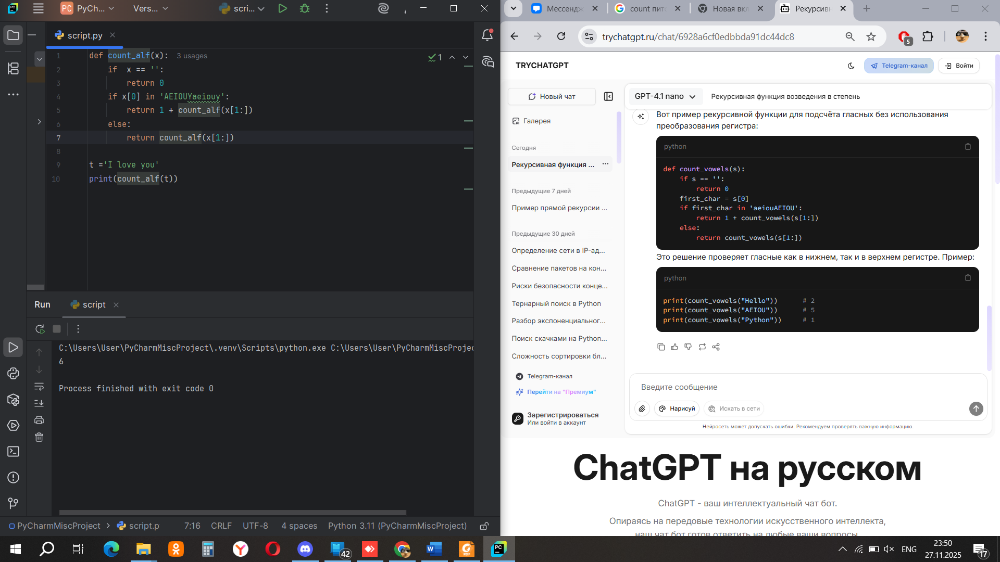 PC PyCh...
Vers...
scri...
script.py
1 def count_alf(x): 3 usages
2 if x == '':
3 return 0
4 if x[0] in 'AEIOUYaeiouy':
5 return 1 + count_alf(x[1:])
6 else:
7 return count_alf(x[1:])
8
9 t ='I love you'
10 print(count_alf(t))
1
Run
script
C:\Users\User\PyCharmMiscProject\.venv\Scripts\python.exe C:\Users\User\PyCharmMiscProjec
6
Process finished with exit code 0
PyCharmMiscProject > script.p
7:16 CRLF UTF-8 4 spaces Python 3.11 (PyCharmMiscProject)
Мессендж
count пит
Новая вкл
Рекурсивн
trychatgpt.ru/chat/6928a6cf0edbbda91dc44dc8
5
TRYCHATGPT
Telegram-канал
Войти
Новый чат
Галерея
Сегодня
Рекурсивная функция ...
Предыдущие 7 дней
Пример прямой рекурсии ...
Предыдущие 30 дней
Определение сети в IP-ад...
Сравнение пакетов на кон...
Риски безопасности конце...
Тернарный поиск в Python
Разбор экспоненциальног...
Поиск скачками на Python...
Сложность сортировки бл...
Telegram-канал
Перейти на "Премиум"
Зарегистрироваться
Или войти в аккаунт
GPT-4.1 nano
Рекурсивная функция возведения в степень
Вот пример рекурсивной функции для подсчёта гласных без использования
преобразования регистра:
python
def count_vowels(s):
if s == '':
return 0
first_char = s[0]
if first_char in 'aeiouAEIOU':
return 1 + count_vowels(s[1:])
else:
return count_vowels(s[1:])
Это решение проверяет гласные как в нижнем, так и в верхнем регистре. Пример:
python
print(count_vowels("Hello")) # 2
print(count_vowels("AEIOU")) # 5
print(count_vowels("Python")) # 1
Введите сообщение
Нарисуй
Искать в сети
Нейросеть может допускать ошибки. Рекомендуем проверять важную информацию.
ChatGPT на русском
ChatGPT - ваш интеллектуальный чат бот.
Опираясь на передовые технологии искусственного интеллекта,
наш чат бот готов ответить на любые ваши вопросы
42
PDF
PC
ENG
23:50
27.11.2025
17